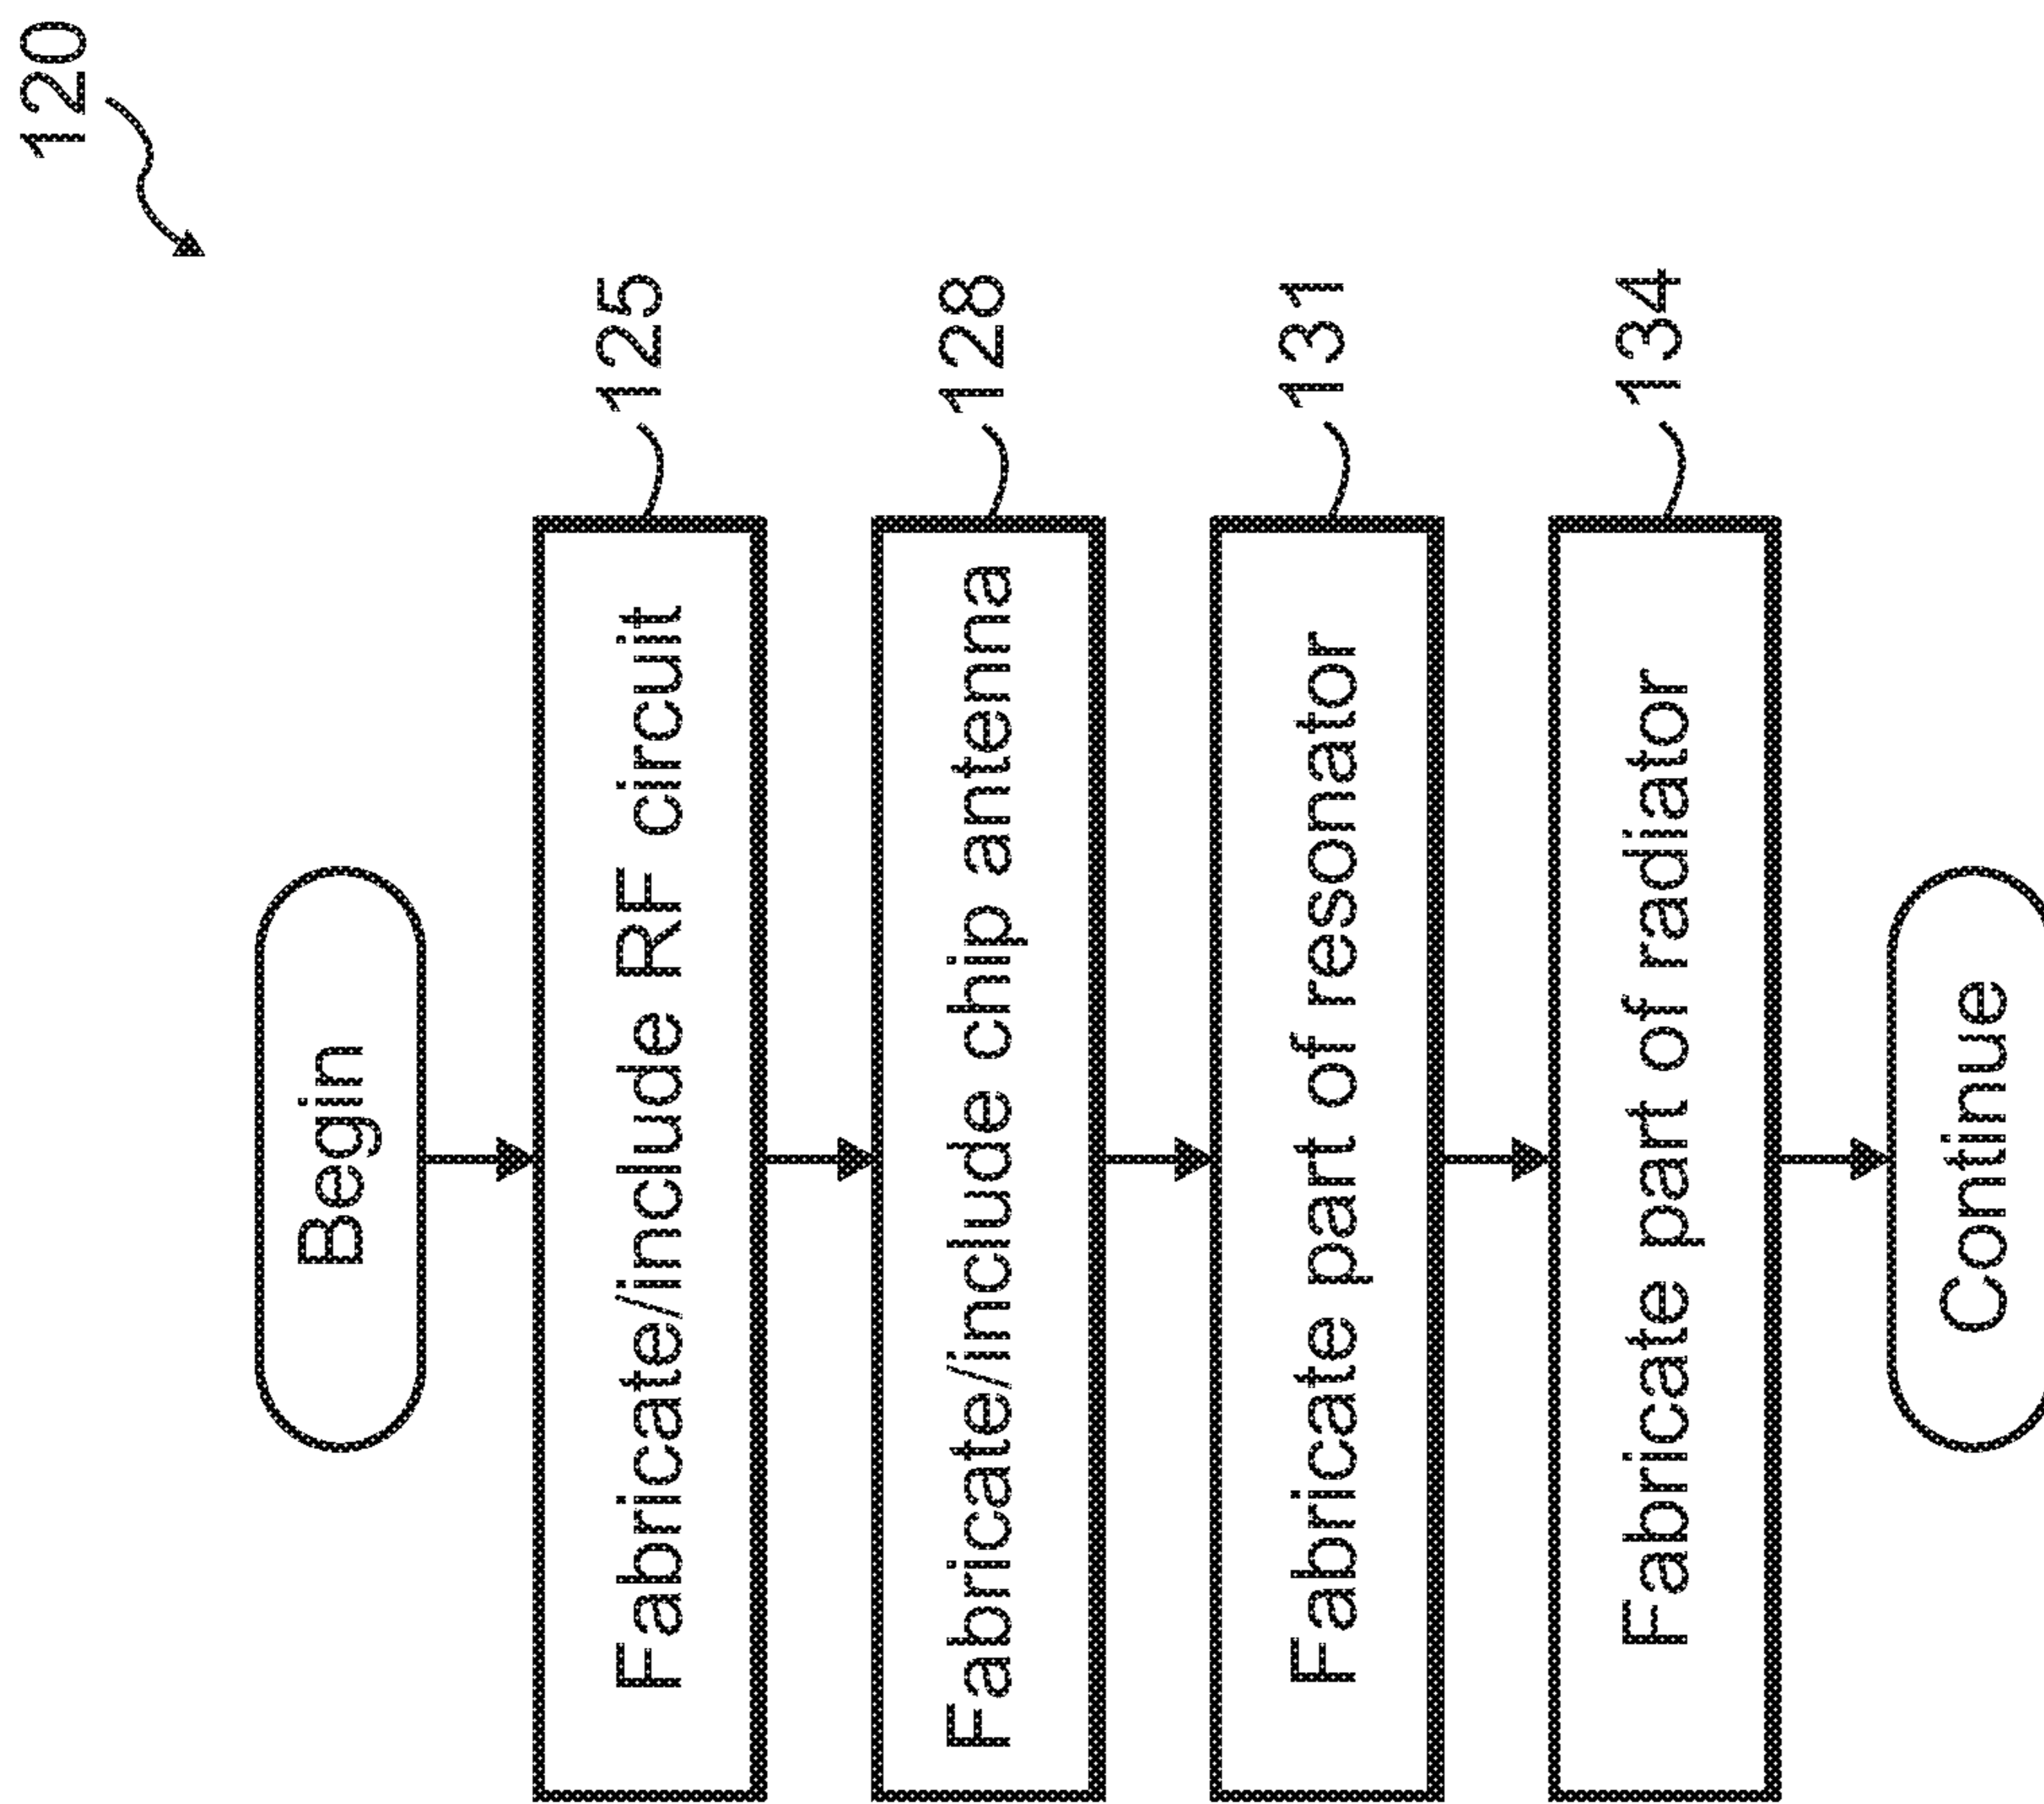 120
Begin
Fabricate/include RF circuit
125
Fabricate/include chip antenna
128
Fabricate part of resonator
131
Fabricate part of radiator
134
Continue